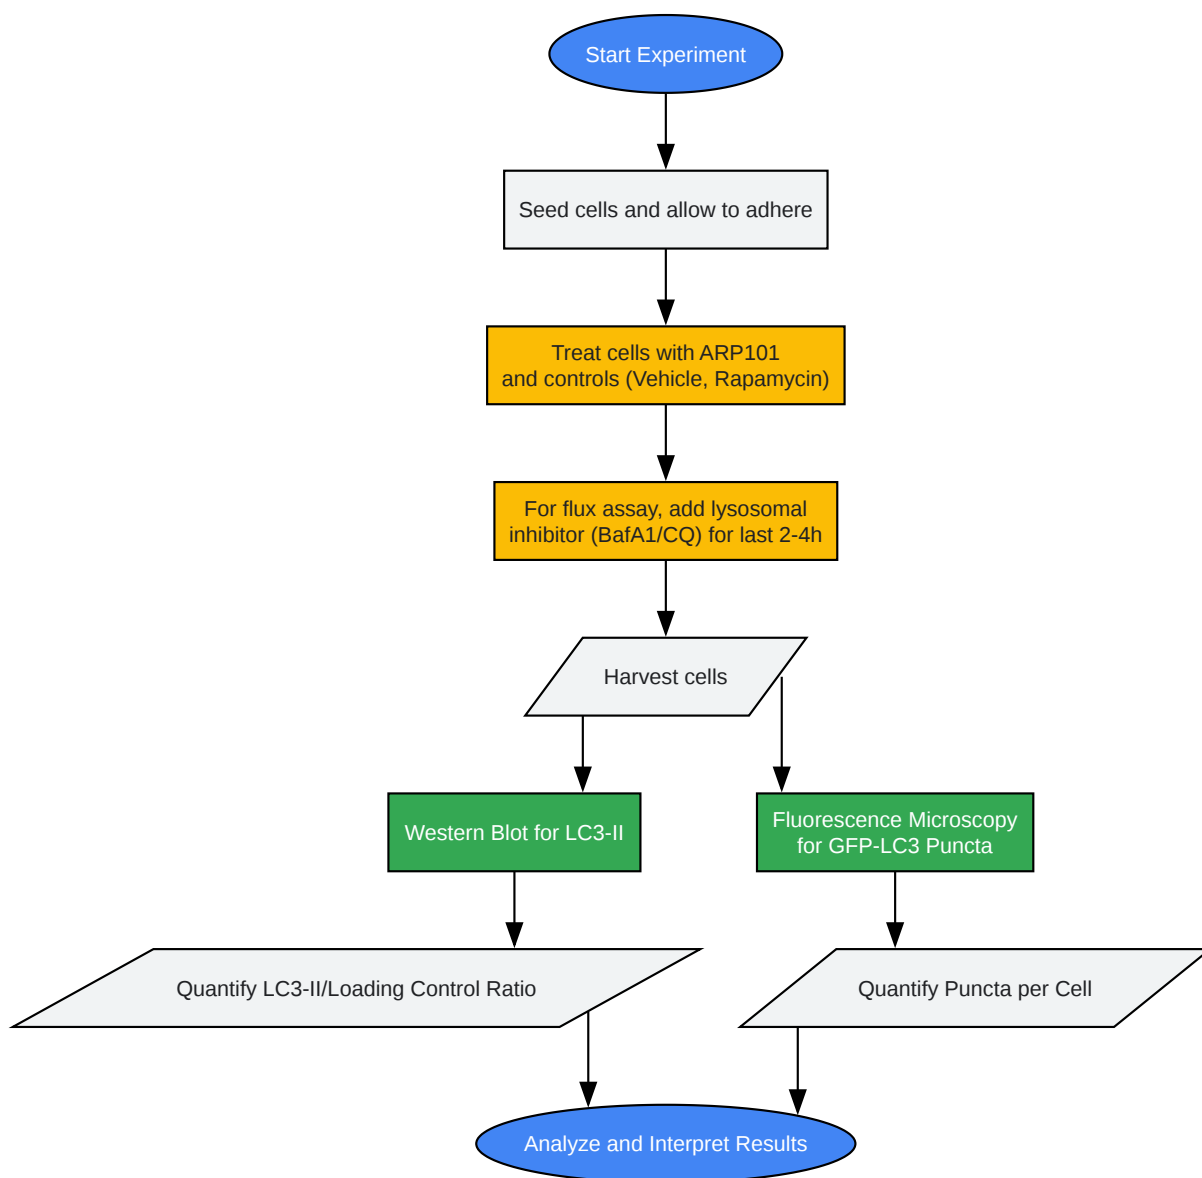 Start Experiment
Seed cells and allow to adhere
Treat cells with ARP101
and controls (Vehicle, Rapamycin)
For flux assay, add lysosomal
inhibitor (BafA1/CQ) for last 2-4h
Harvest cells
Western Blot for LC3-II
Fluorescence Microscopy
for GFP-LC3 Puncta
Quantify LC3-II/Loading Control Ratio
Quantify Puncta per Cell
Analyze and Interpret Results